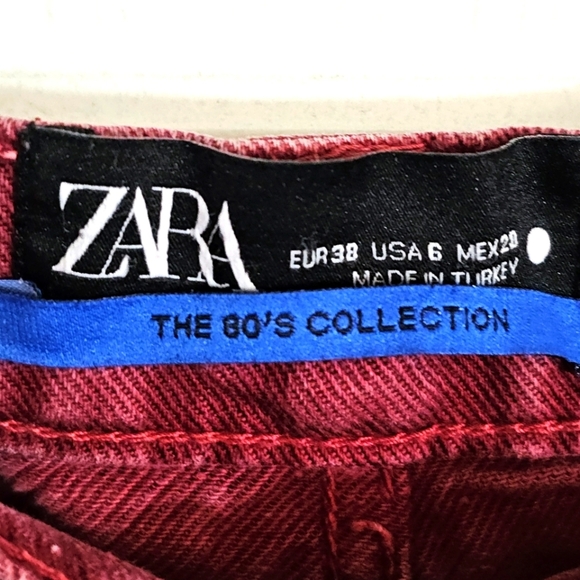 ZARA
EUR 38 USA 6 MEX 28
MADE IN TURKEY
THE 80'S COLLECTION